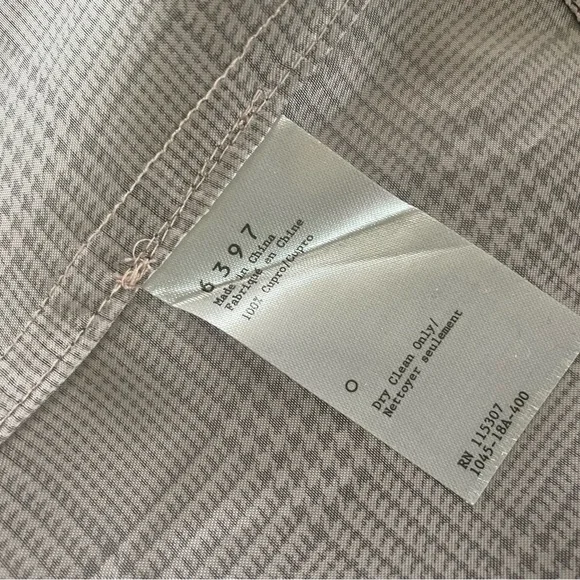 6397
Made in China
Fabriqué en Chine
100% Cupro/Cupro
Dry Clean Only/
Nettoyer seulement
RN 115307
1045-1BA-400